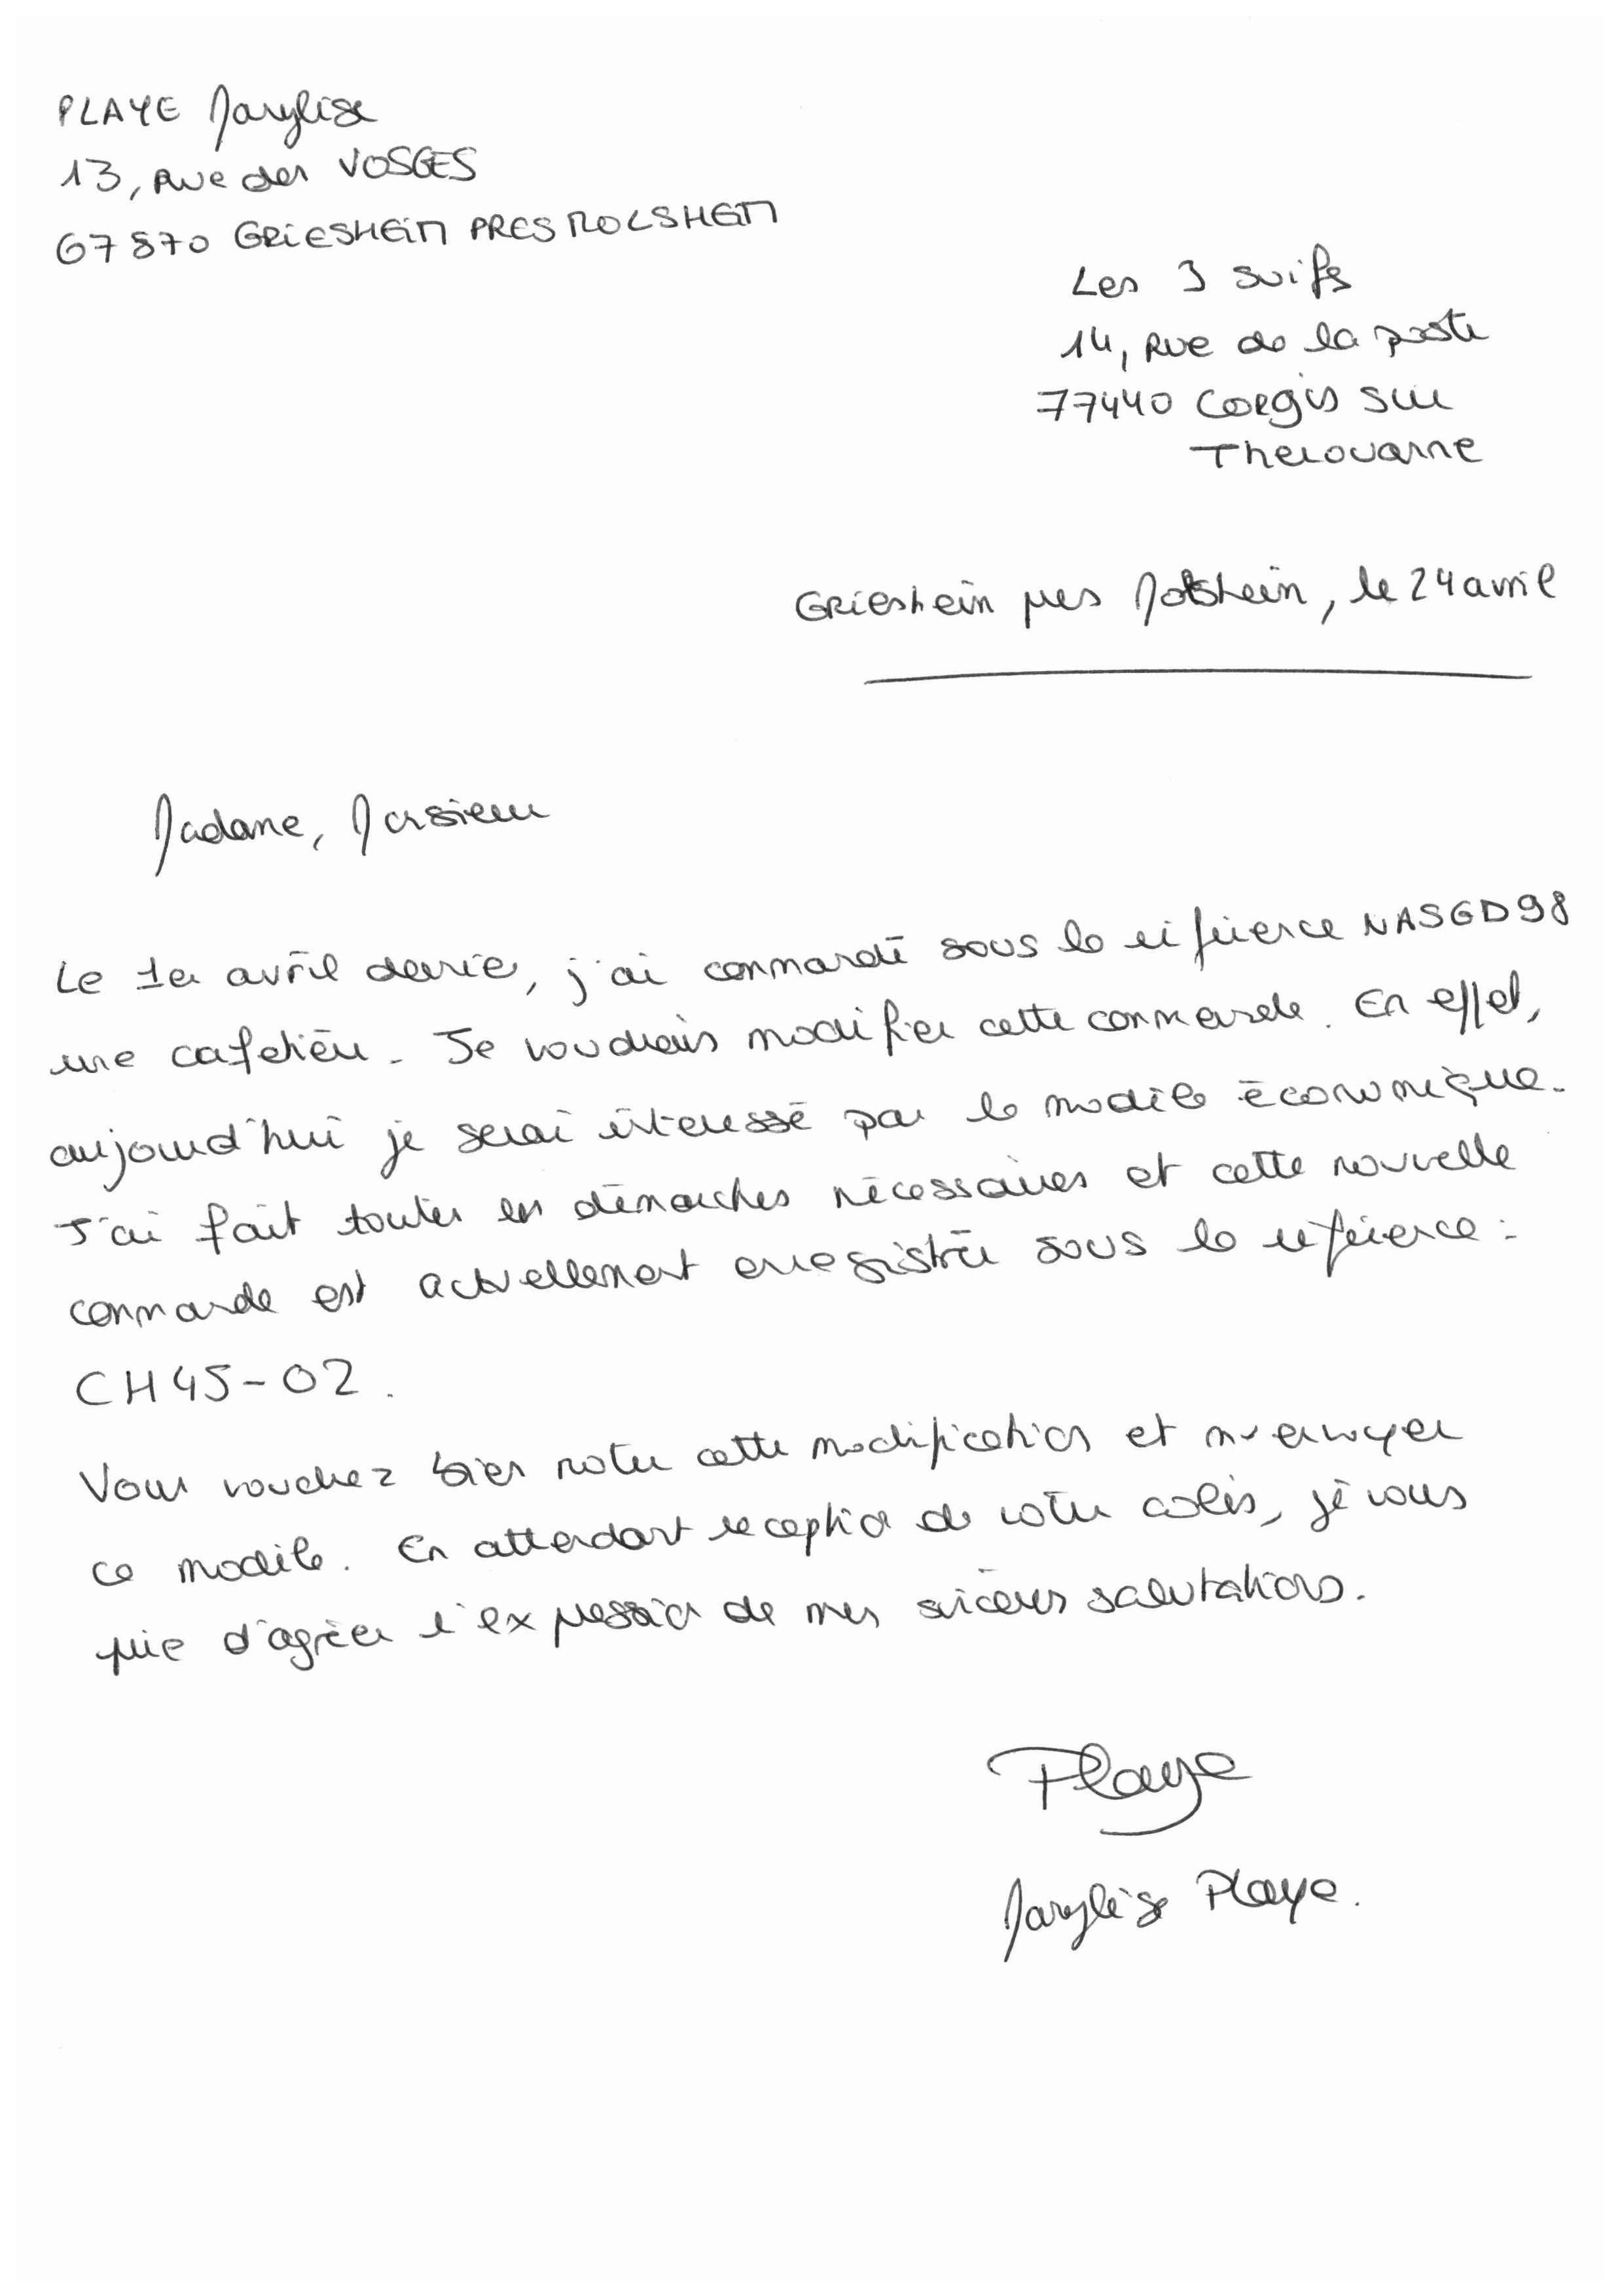 PLAYE Marylise
13, rue des VOSGES
67870 GRIESHEIM PRES MOLSHEIM
Les 3 suifs
14, rue de la poste
77440 Congis sur
Therouanne
Griesheim pres Molsheim, le 24 avril
Madame, Monsieur
Le 1er avril dernier, j'ai commandé sous la référence NASGD98
une cafetière. Je voudrais modifier cette commande. En effet,
aujourd'hui je serai intéressé par le modèle économique.
J'ai fait toutes les démarches nécessaires et cette nouvelle
commande est actuellement enregistrée sous la référence :
CH45-02.
Vous voudrez bien noter cette modification et m'envoyer
ce modèle. En attendant reception de votre colis, je vous
prie d'agréer l'expression de mes sincères salutations.
Playe
Marylise Playe.